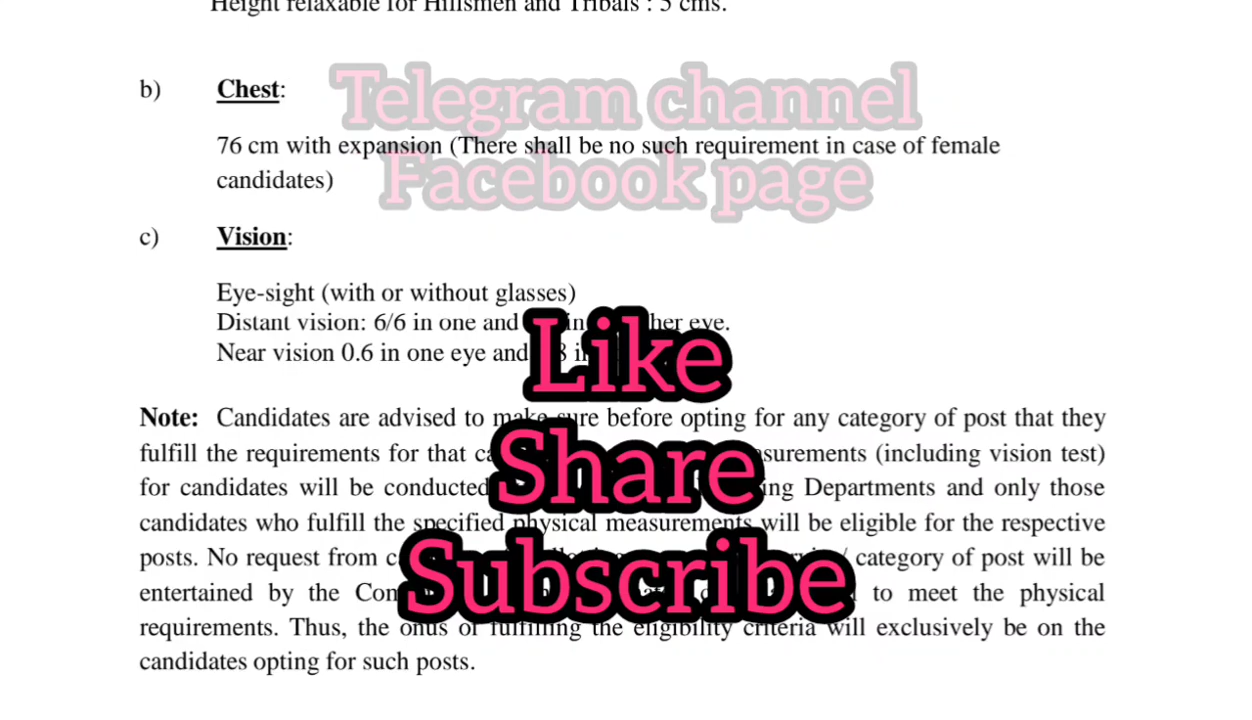 Height relaxable for Hillsmen and Tribals : 5 cms.
b) Chest:
Telegram channel
76 cm with expansion (There shall be no such requirement in case of female
candidates)
Facebook page
c) Vision:
Eye-sight (with or without glasses)
Distant vision: 6/6 in one and in her eye.
Near vision 0.6 in one eye and
Like
Note: Candidates are advised to make sure before opting for any category of post that they
fulfill the requirements for that surements (including vision test)
Share
for candidates will be conducted ing Departments and only those
candidates who fulfill the specified physical measurements will be eligible for the respective
posts. No request from category of post will be
Subscribe
entertained by the to meet the physical
requirements. Thus, the onus of fulfilling the eligibility criteria will exclusively be on the
candidates opting for such posts.